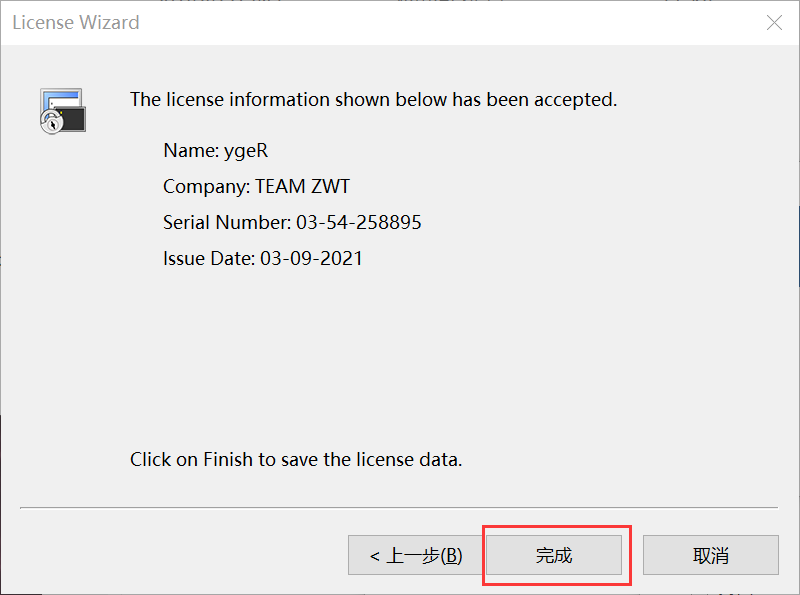 License Wizard
The license information shown below has been accepted.
Name: ygeR
Company: TEAM ZWT
Serial Number: 03-54-258895
Issue Date: 03-09-2021
Click on Finish to save the license data.
< 上一步(B)
完成
取消